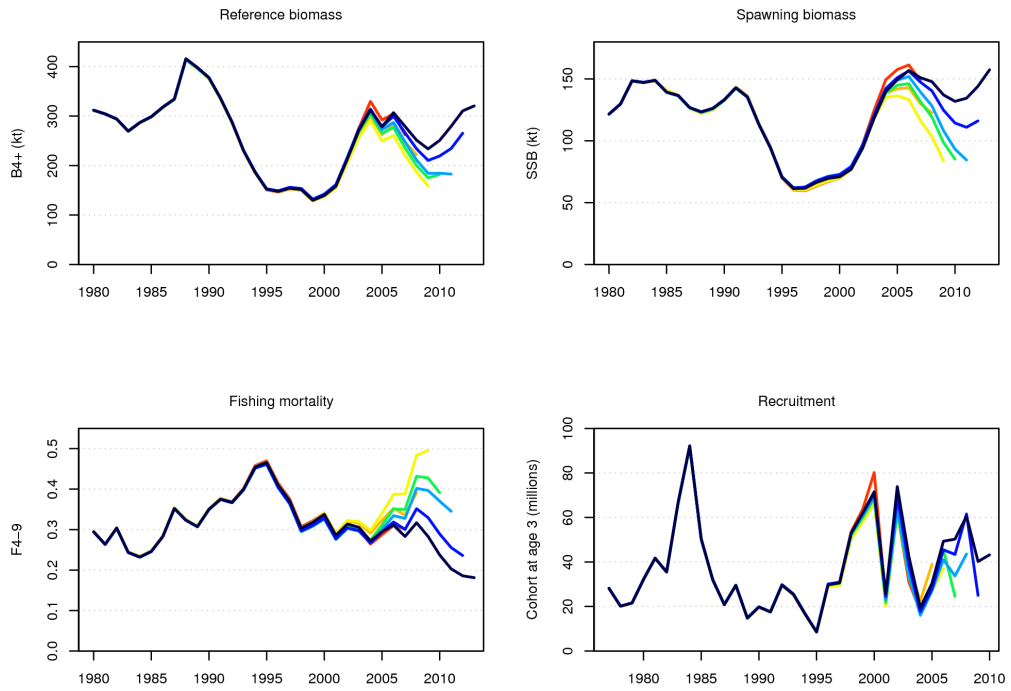 Reference biomass
B4+ (kt)
0 100 200 300 400
1980 1985 1990 1995 2000 2005 2010
Spawning biomass
SSB (kt)
0 50 100 150
1980 1985 1990 1995 2000 2005 2010
Fishing mortality
F4−9
0.0 0.1 0.2 0.3 0.4 0.5
1980 1985 1990 1995 2000 2005 2010
Recruitment
Cohort at age 3 (millions)
0 20 40 60 80 100
1980 1985 1990 1995 2000 2005 2010